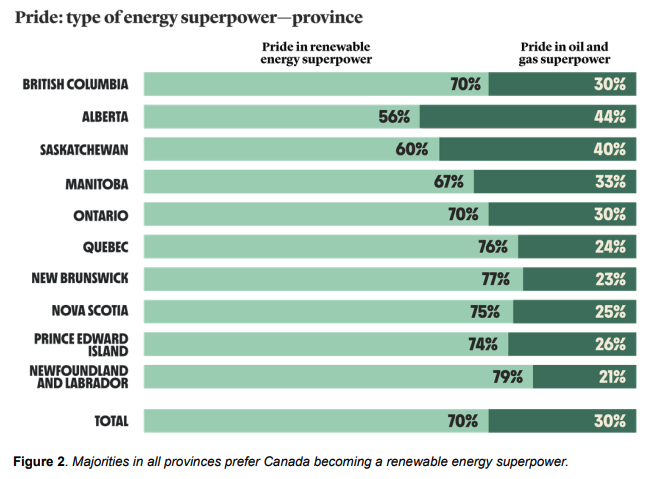 Pride: type of energy superpower—province
Pride in renewable
energy superpower
Pride in oil and
gas superpower
BRITISH COLUMBIA 70% 30%
ALBERTA 56% 44%
SASKATCHEWAN 60% 40%
MANITOBA 67% 33%
ONTARIO 70% 30%
QUEBEC 76% 24%
NEW BRUNSWICK 77% 23%
NOVA SCOTIA 75% 25%
PRINCE EDWARD
ISLAND 74% 26%
NEWFOUNDLAND
AND LABRADOR 79% 21%
TOTAL 70% 30%
Figure 2. Majorities in all provinces prefer Canada becoming a renewable energy superpower.